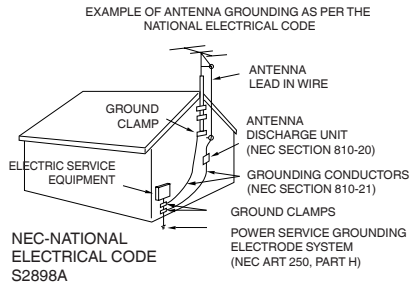 EXAMPLE OF ANTENNA GROUNDING AS PER THE
NATIONAL ELECTRICAL CODE
ANTENNA
LEAD IN WIRE
GROUND
CLAMP
ANTENNA
DISCHARGE UNIT
(NEC SECTION 810-20)
ELECTRIC SERVICE
EQUIPMENT
GROUNDING CONDUCTORS
(NEC SECTION 810-21)
GROUND CLAMPS
POWER SERVICE GROUNDING
ELECTRODE SYSTEM
(NEC ART 250, PART H)
NEC-NATIONAL
ELECTRICAL CODE
S2898A